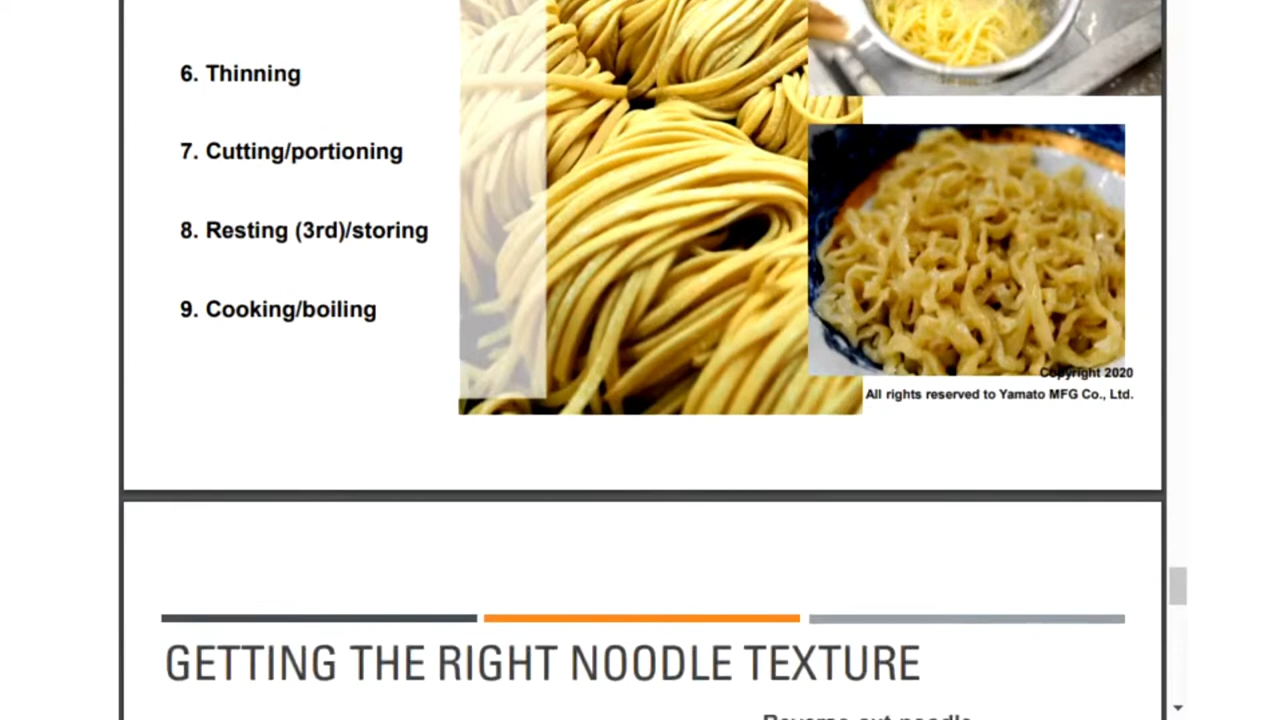 6. Thinning
7. Cutting/portioning
8. Resting (3rd)/storing
9. Cooking/boiling
Copyright 2020
All rights reserved to Yamato MFG Co., Ltd.
GETTING THE RIGHT NOODLE TEXTURE